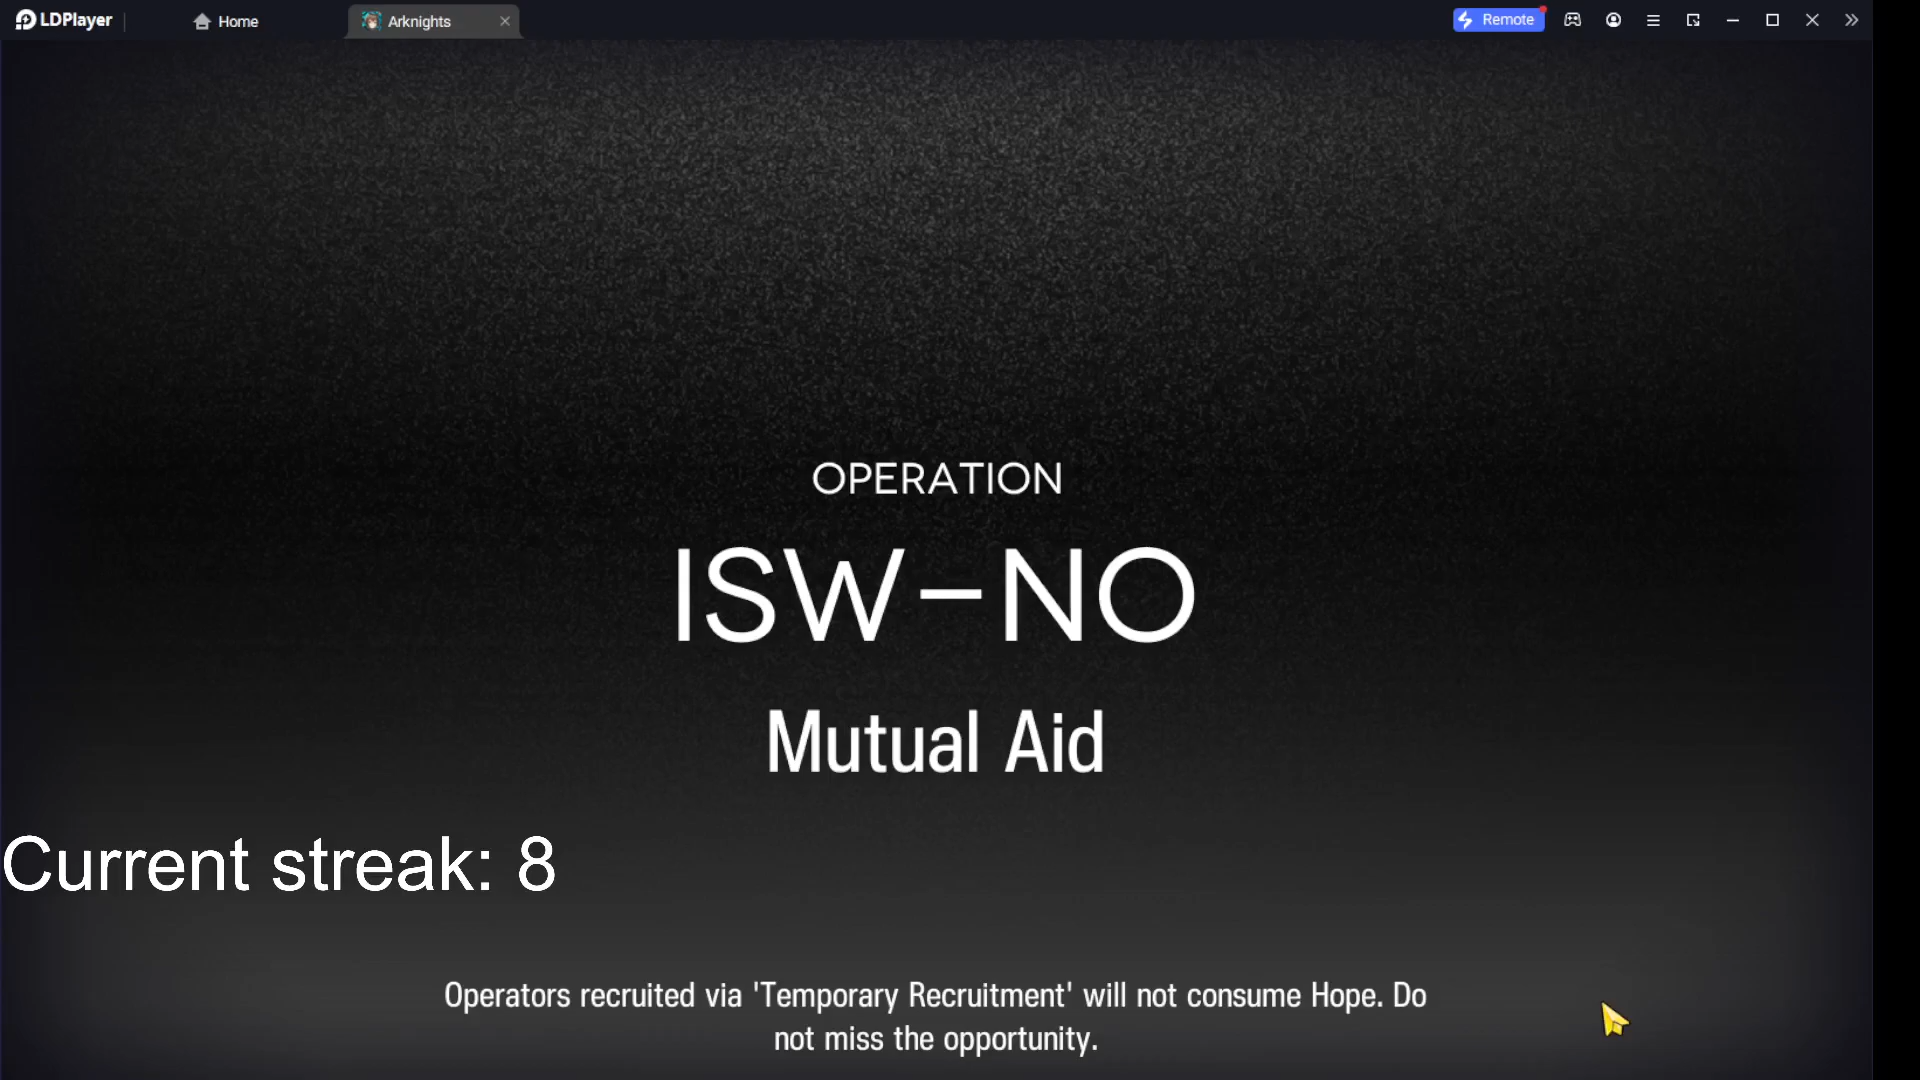 LDPlayer
Home
Arknights
Remote
OPERATION
ISW-NO
Mutual Aid
Current streak: 8
Operators recruited via 'Temporary Recruitment' will not consume Hope. Do
not miss the opportunity.